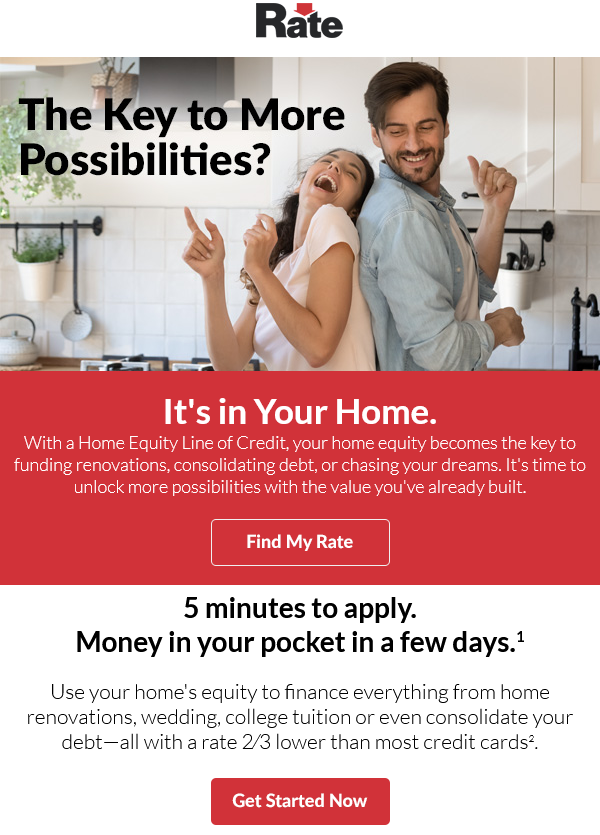 Rate
The Key to More
Possibilities?
It's in Your Home.
With a Home Equity Line of Credit, your home equity becomes the key to
funding renovations, consolidating debt, or chasing your dreams. It's time to
unlock more possibilities with the value you've already built.
Find My Rate
5 minutes to apply.
Money in your pocket in a few days.¹
Use your home's equity to finance everything from home
renovations, wedding, college tuition or even consolidate your
debt—all with a rate 2⁄3 lower than most credit cards².
Get Started Now